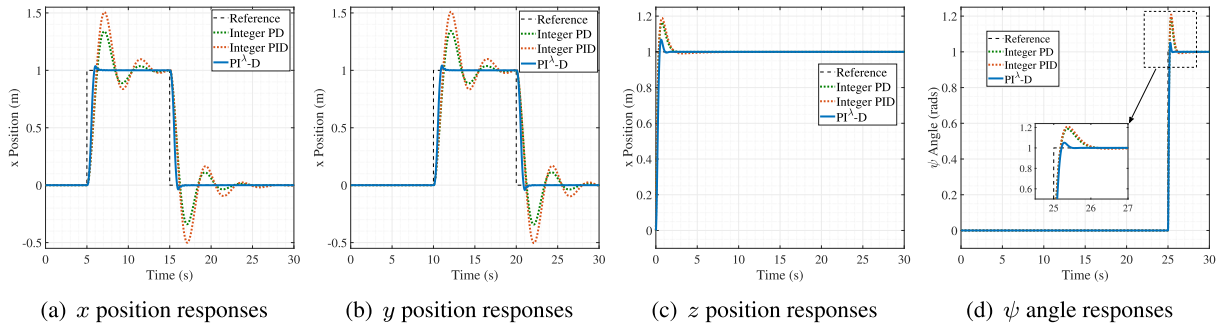 1.5
1
0.5
0
-0.5
x Position (m)
0 5 10 15 20 25 30
Time (s)
Reference
Integer PD
Integer PID
PI^λ-D
(a) x position responses
1.5
1
0.5
0
-0.5
x Position (m)
0 5 10 15 20 25 30
Time (s)
Reference
Integer PD
Integer PID
PI^λ-D
(b) y position responses
1.2
1
0.8
0.6
0.4
0.2
0
x Position (m)
0 5 10 15 20 25 30
Time (s)
Reference
Integer PD
Integer PID
PI^λ-D
(c) z position responses
1.2
1
0.8
0.6
0.4
0.2
0
ψ Angle (rads)
0 5 10 15 20 25 30
Time (s)
Reference
Integer PD
Integer PID
PI^λ-D
1.2
1
0.8
0.6
25 26 27
(d) ψ angle responses